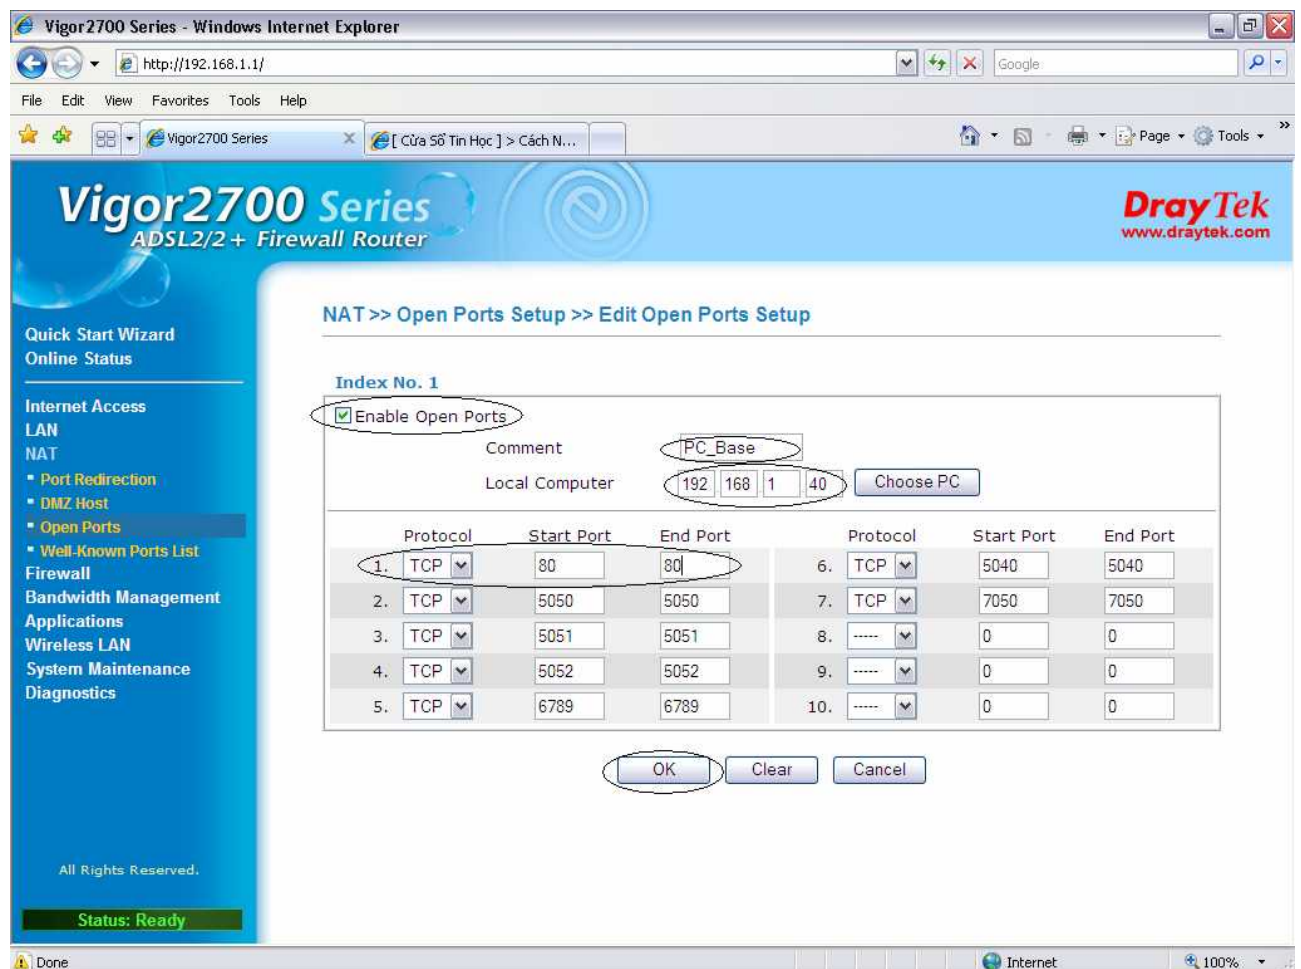 Vigor2700 Series - Windows Internet Explorer
http://192.168.1.1/
Google
File Edit View Favorites Tools Help
Vigor2700 Series
[ Cửa Sổ Tin Học ] > Cách N...
Page Tools »
Vigor2700 Series
ADSL2/2+ Firewall Router
DrayTek
www.draytek.com
Quick Start Wizard
Online Status
Internet Access
LAN
NAT
Port Redirection
DMZ Host
Open Ports
Well-Known Ports List
Firewall
Bandwidth Management
Applications
Wireless LAN
System Maintenance
Diagnostics
All Rights Reserved.
Status: Ready
NAT >> Open Ports Setup >> Edit Open Ports Setup
Index No. 1
Enable Open Ports
Comment PC_Base
Local Computer 192 168 1 40 Choose PC
Protocol Start Port End Port Protocol Start Port End Port
1. TCP 80 80 6. TCP 5040 5040
2. TCP 5050 5050 7. TCP 7050 7050
3. TCP 5051 5051 8. ----- 0 0
4. TCP 5052 5052 9. ----- 0 0
5. TCP 6789 6789 10. ----- 0 0
OK Clear Cancel
Done Internet 100%